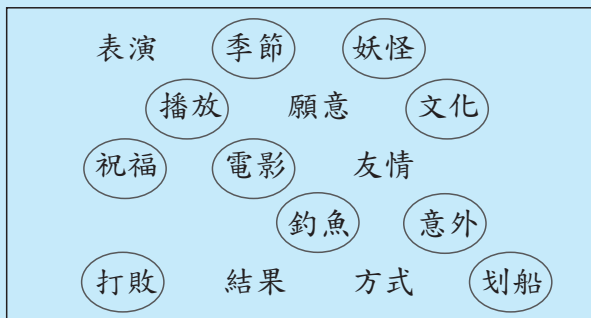 表演 季節 妖怪
播放 願意 文化
祝福 電影 友情
釣魚 意外
打敗 結果 方式 划船